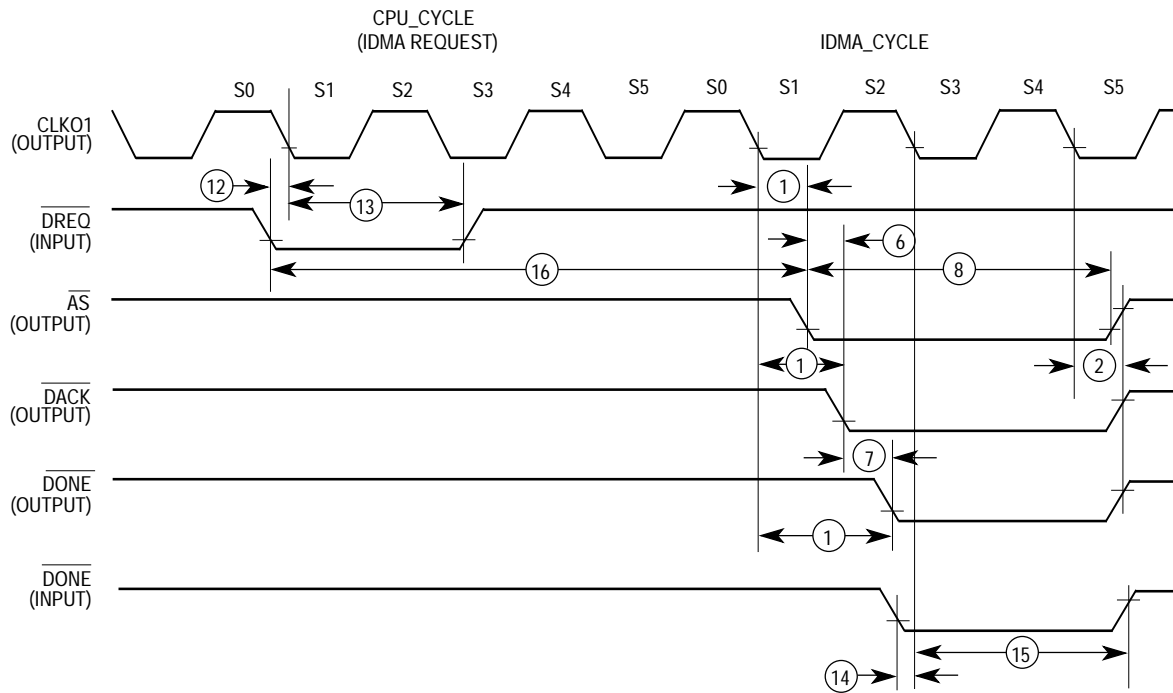 CPU_CYCLE
(IDMA REQUEST)
IDMA_CYCLE
S0 S1 S2 S3 S4 S5 S0 S1 S2 S3 S4 S5
CLKO1
(OUTPUT)
12 13 1
DREQ
(INPUT)
6
16 8
AS
(OUTPUT)
1 2
DACK
(OUTPUT)
7
DONE
(OUTPUT)
1
DONE
(INPUT)
14 15